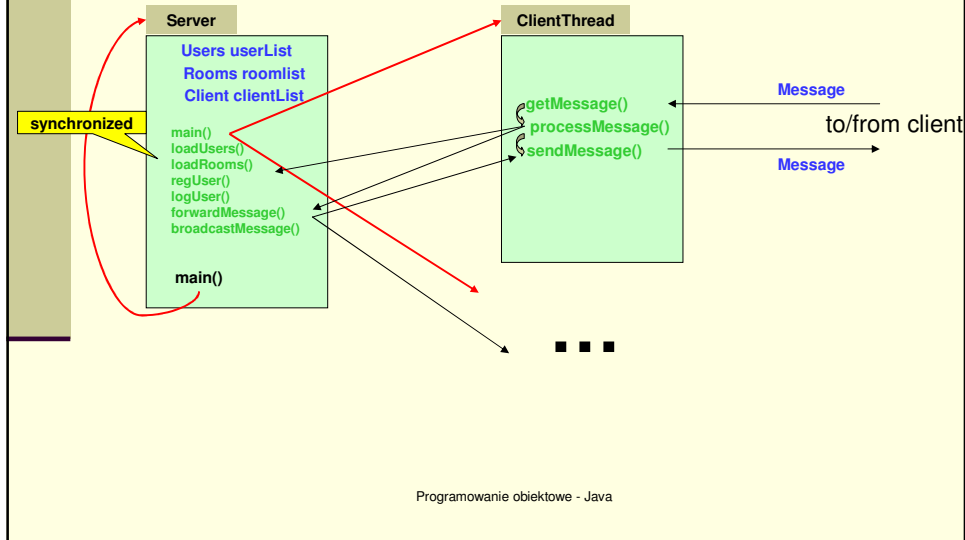 Server
Users userList
Rooms roomlist
Client clientList
synchronized
main()
loadUsers()
loadRooms()
regUser()
logUser()
forwardMessage()
broadcastMessage()
main()
ClientThread
getMessage()
processMessage()
sendMessage()
Message
to/from client
Message
...
Programowanie obiektowe - Java